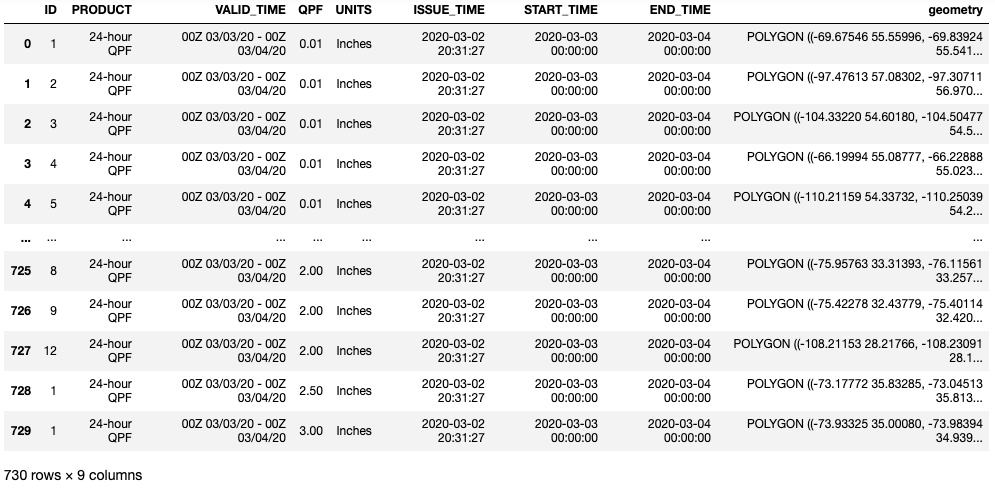 ID PRODUCT VALID_TIME QPF UNITS ISSUE_TIME START_TIME END_TIME geometry
0 1 24-hour QPF 00Z 03/03/20 - 00Z 03/04/20 0.01 Inches 2020-03-02 20:31:27 2020-03-03 00:00:00 2020-03-04 00:00:00 POLYGON ((-69.67546 55.55996, -69.83924 55.541...
1 2 24-hour QPF 00Z 03/03/20 - 00Z 03/04/20 0.01 Inches 2020-03-02 20:31:27 2020-03-03 00:00:00 2020-03-04 00:00:00 POLYGON ((-97.47613 57.08302, -97.30711 56.970...
2 3 24-hour QPF 00Z 03/03/20 - 00Z 03/04/20 0.01 Inches 2020-03-02 20:31:27 2020-03-03 00:00:00 2020-03-04 00:00:00 POLYGON ((-104.33220 54.60180, -104.50477 54.5...
3 4 24-hour QPF 00Z 03/03/20 - 00Z 03/04/20 0.01 Inches 2020-03-02 20:31:27 2020-03-03 00:00:00 2020-03-04 00:00:00 POLYGON ((-66.19994 55.08777, -66.22888 55.023...
4 5 24-hour QPF 00Z 03/03/20 - 00Z 03/04/20 0.01 Inches 2020-03-02 20:31:27 2020-03-03 00:00:00 2020-03-04 00:00:00 POLYGON ((-110.21159 54.33732, -110.25039 54.2...
... ... ... ... ... ... ... ... ... ...
725 8 24-hour QPF 00Z 03/03/20 - 00Z 03/04/20 2.00 Inches 2020-03-02 20:31:27 2020-03-03 00:00:00 2020-03-04 00:00:00 POLYGON ((-75.95763 33.31393, -76.11561 33.257...
726 9 24-hour QPF 00Z 03/03/20 - 00Z 03/04/20 2.00 Inches 2020-03-02 20:31:27 2020-03-03 00:00:00 2020-03-04 00:00:00 POLYGON ((-75.42278 32.43779, -75.40114 32.420...
727 12 24-hour QPF 00Z 03/03/20 - 00Z 03/04/20 2.00 Inches 2020-03-02 20:31:27 2020-03-03 00:00:00 2020-03-04 00:00:00 POLYGON ((-108.21153 28.21766, -108.23091 28.1...
728 1 24-hour QPF 00Z 03/03/20 - 00Z 03/04/20 2.50 Inches 2020-03-02 20:31:27 2020-03-03 00:00:00 2020-03-04 00:00:00 POLYGON ((-73.17772 35.83285, -73.04513 35.813...
729 1 24-hour QPF 00Z 03/03/20 - 00Z 03/04/20 3.00 Inches 2020-03-02 20:31:27 2020-03-03 00:00:00 2020-03-04 00:00:00 POLYGON ((-73.93325 35.00080, -73.98394 34.939...
730 rows × 9 columns